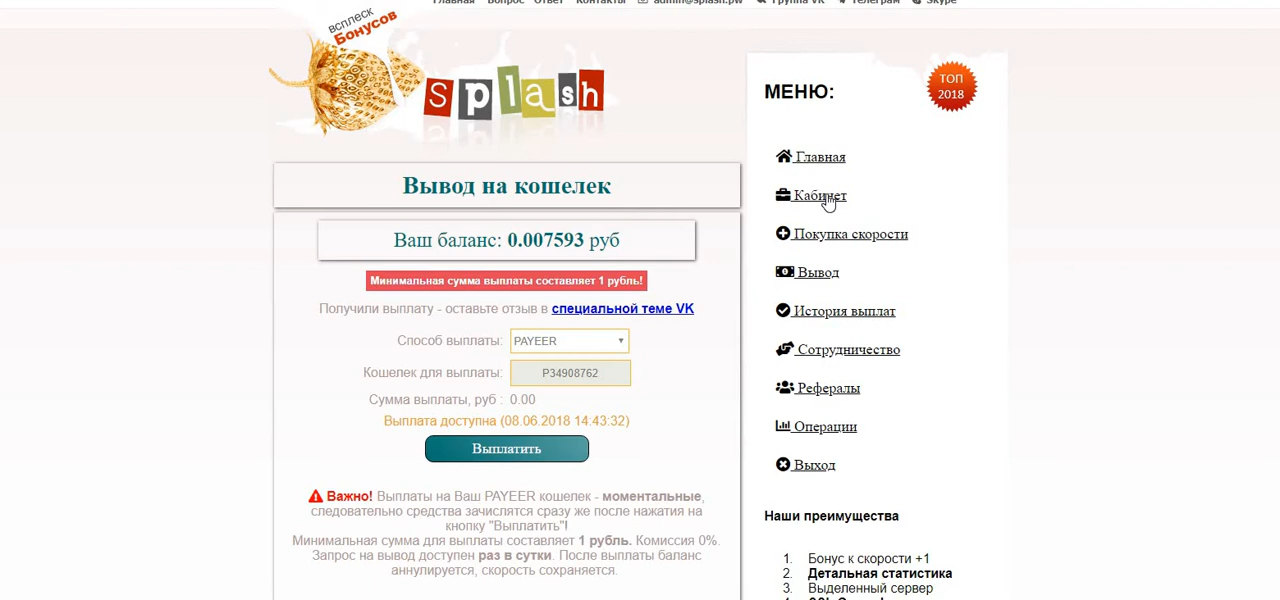 Главная Вопрос - Ответ Контакты admin@splash.pw Группа VK Телеграм Skype
всплеск
Бонусов
Splash
МЕНЮ:
ТОП
2018
Главная
Кабинет
Покупка скорости
Вывод
История выплат
Сотрудничество
Рефералы
Операции
Выход
Наши преимущества
1. Бонус к скорости +1
2. Детальная статистика
3. Выделенный сервер
Вывод на кошелек
Ваш баланс: 0.007593 руб
Минимальная сумма выплаты составляет 1 рубль!
Получили выплату - оставьте отзыв в специальной теме VK
Способ выплаты: PAYEER
Кошелек для выплаты: P34908762
Сумма выплаты, руб : 0.00
Выплата доступна (08.06.2018 14:43:32)
Выплатить
Важно! Выплаты на Ваш PAYEER кошелек - моментальные,
следовательно средства зачислятся сразу же после нажатия на
кнопку "Выплатить"!
Минимальная сумма для выплаты составляет 1 рубль. Комиссия 0%.
Запрос на вывод доступен раз в сутки. После выплаты баланс
аннулируется, скорость сохраняется.